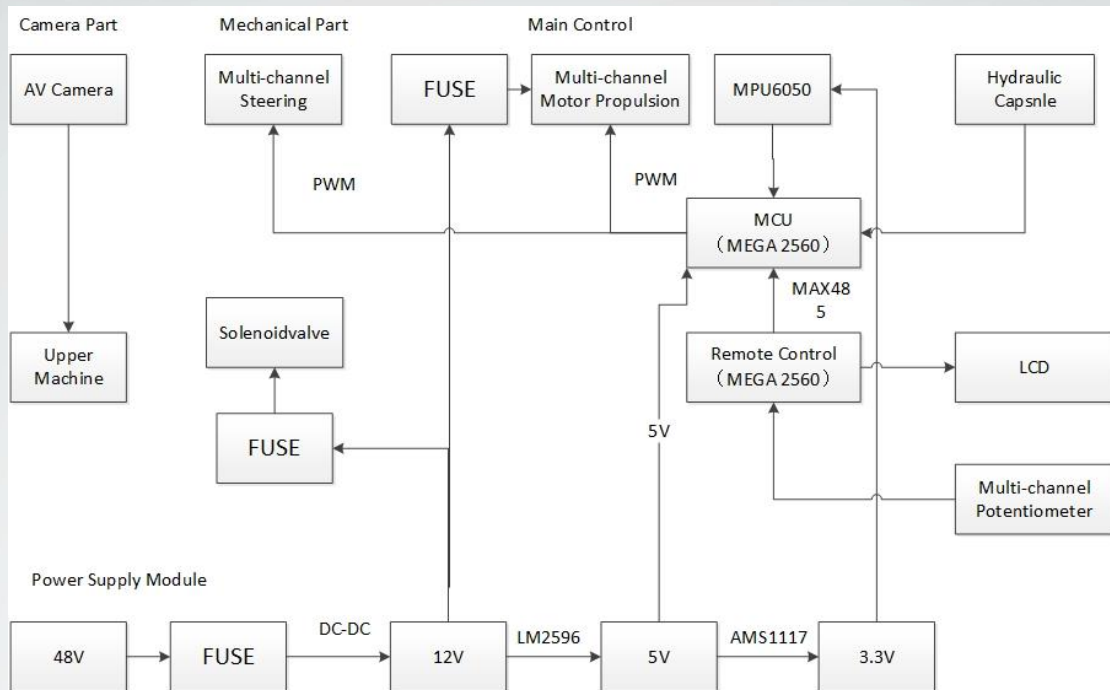 Camera Part
Mechanical Part
Main Control
AV Camera
Multi-channel
Steering
FUSE
Multi-channel
Motor Propulsion
MPU6050
Hydraulic
Capsnle
PWM
PWM
MCU
（MEGA 2560）
MAX48
5
Solenoidvalve
Upper
Machine
Remote Control
（MEGA 2560）
LCD
FUSE
5V
Multi-channel
Potentiometer
Power Supply Module
48V
FUSE
DC-DC
12V
LM2596
5V
AMS1117
3.3V